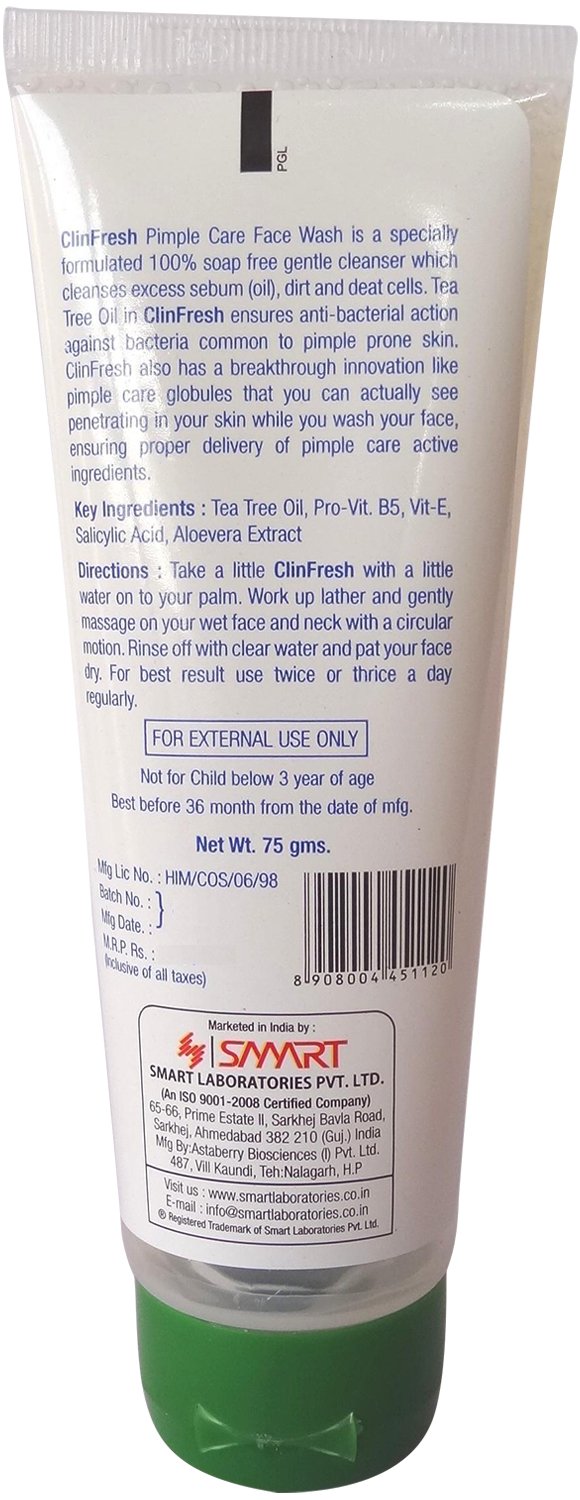 PGL
ClinFresh Pimple Care Face Wash is a specially
formulated 100% soap free gentle cleanser which
cleanses excess sebum (oil), dirt and deat cells. Tea
Tree Oil in ClinFresh ensures anti-bacterial action
against bacteria common to pimple prone skin.
ClinFresh also has a breakthrough innovation like
pimple care globules that you can actually see
penetrating in your skin while you wash your face,
ensuring proper delivery of pimple care active
ingredients.
Key Ingredients : Tea Tree Oil, Pro-Vit. B5, Vit-E,
Salicylic Acid, Aloevera Extract
Directions : Take a little ClinFresh with a little
water on to your palm. Work up lather and gently
massage on your wet face and neck with a circular
motion. Rinse off with clear water and pat your face
dry. For best result use twice or thrice a day
regularly.
FOR EXTERNAL USE ONLY
Not for Child below 3 year of age
Best before 36 month from the date of mfg.
Net Wt. 75 gms.
Mfg Lic No. : HIM/COS/06/98
Batch No. : }
Mfg Date. :
M.R.P. Rs. :
(Inclusive of all taxes)
8 908004 451120
Marketed in India by :
SMART
SMART LABORATORIES PVT. LTD.
(An ISO 9001-2008 Certified Company)
65-66, Prime Estate II, Sarkhej Bavla Road,
Sarkhej, Ahmedabad 382 210 (Guj.) India
Mfg By:Astaberry Biosciences (I) Pvt. Ltd.
487, Vill Kaundi, Teh:Nalagarh, H.P
Visit us : www.smartlaboratories.co.in
E-mail : info@smartlaboratories.co.in
® Registered Trademark of Smart Laboratories Pvt. Ltd.